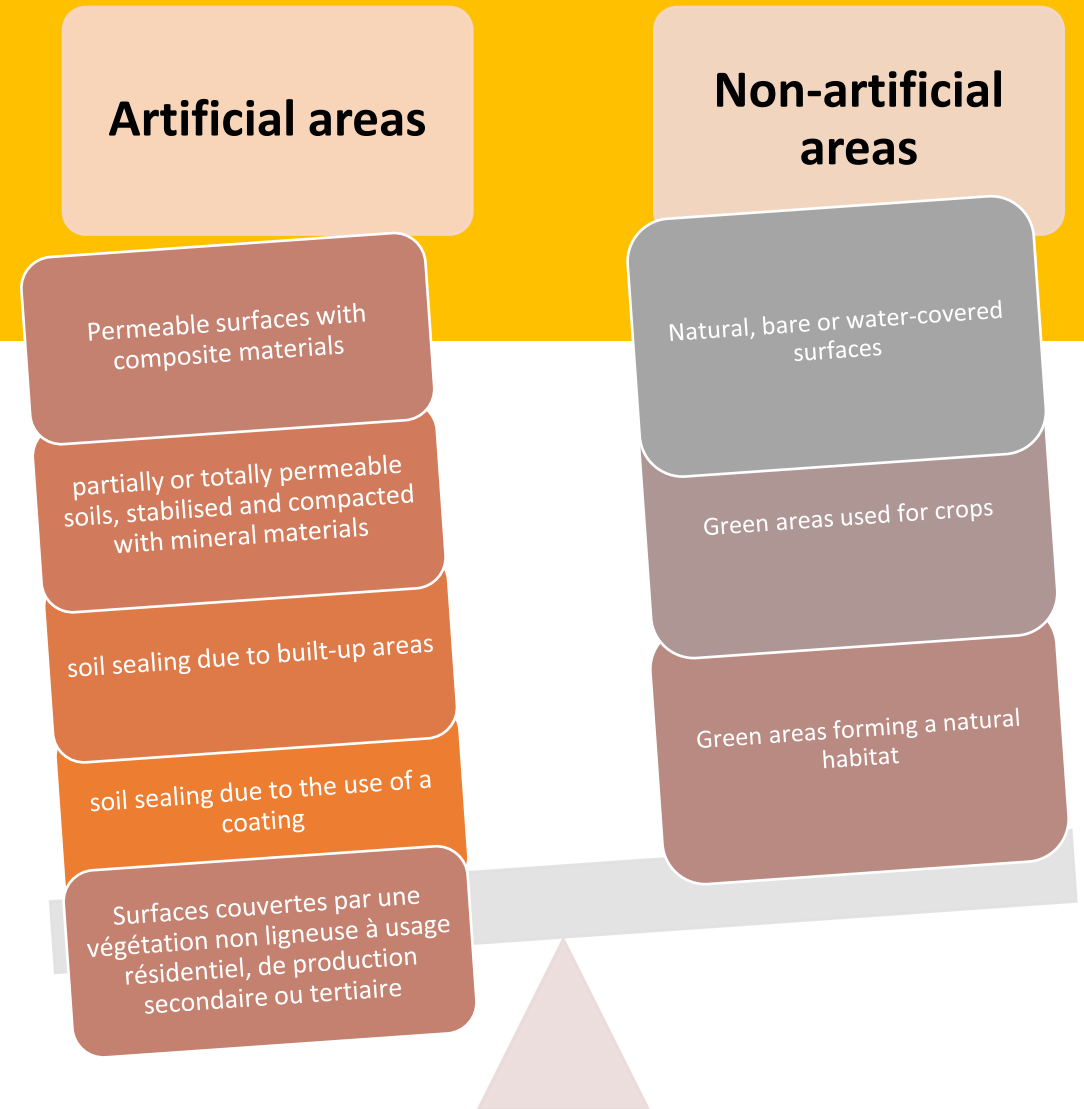 Artificial areas
Permeable surfaces with
composite materials
partially or totally permeable
soils, stabilised and compacted
with mineral materials
soil sealing due to built-up areas
soil sealing due to the use of a
coating
Surfaces couvertes par une
végétation non ligneuse à usage
résidentiel, de production
secondaire ou tertiaire
Non-artificial
areas
Natural, bare or water-covered
surfaces
Green areas used for crops
Green areas forming a natural
habitat